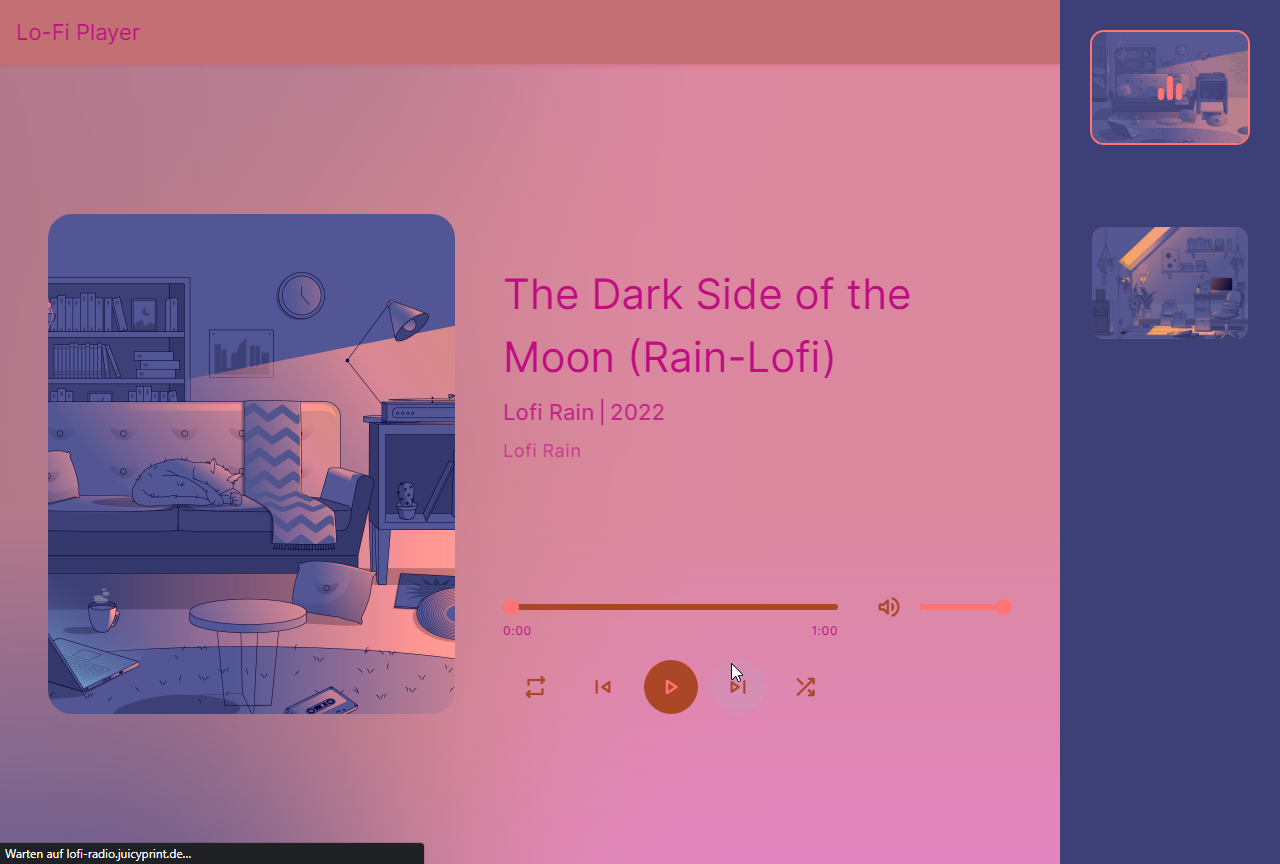 Lo-Fi Player
The Dark Side of the
Moon (Rain-Lofi)
Lofi Rain | 2022
Lofi Rain
0:00
1:00
Warten auf lofi-radio.juicyprint.de...